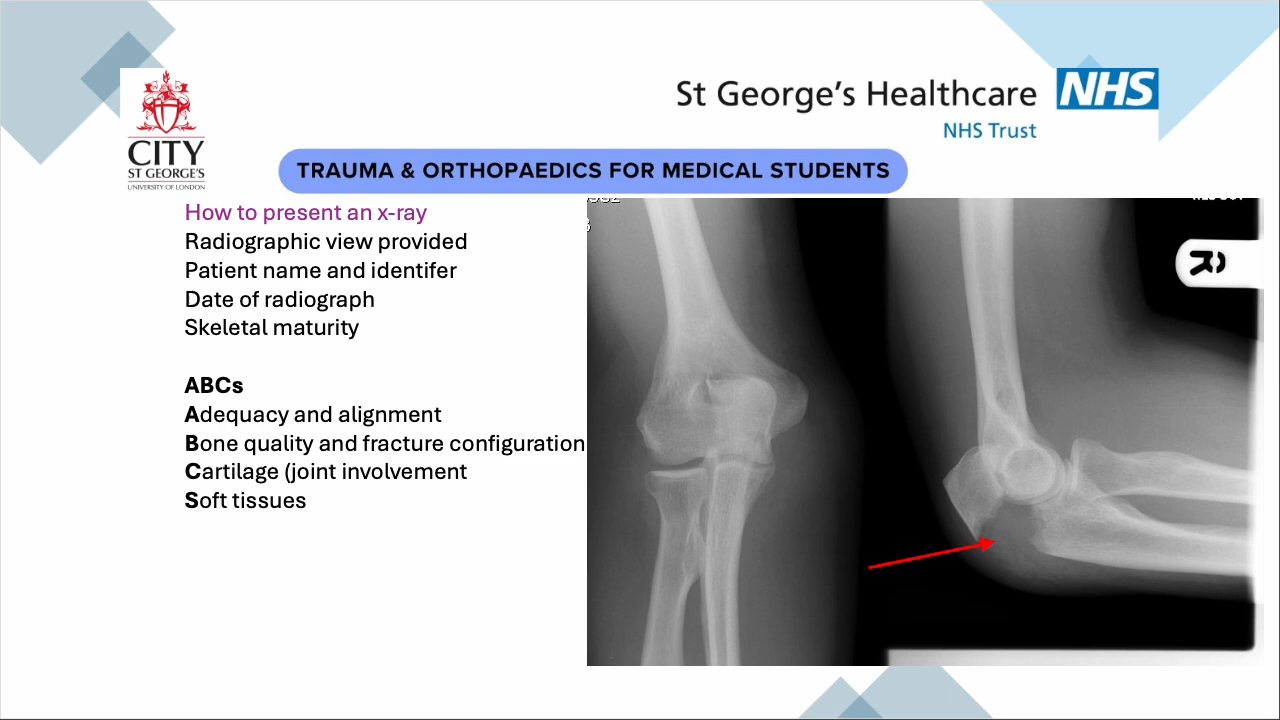 CITY
ST GEORGE'S
UNIVERSITY OF LONDON
St George's Healthcare
NHS
NHS Trust
TRAUMA & ORTHOPAEDICS FOR MEDICAL STUDENTS
How to present an x-ray
Radiographic view provided
Patient name and identifer
Date of radiograph
Skeletal maturity
ABCs
Adequacy and alignment
Bone quality and fracture configuration
Cartilage (joint involvement
Soft tissues
R